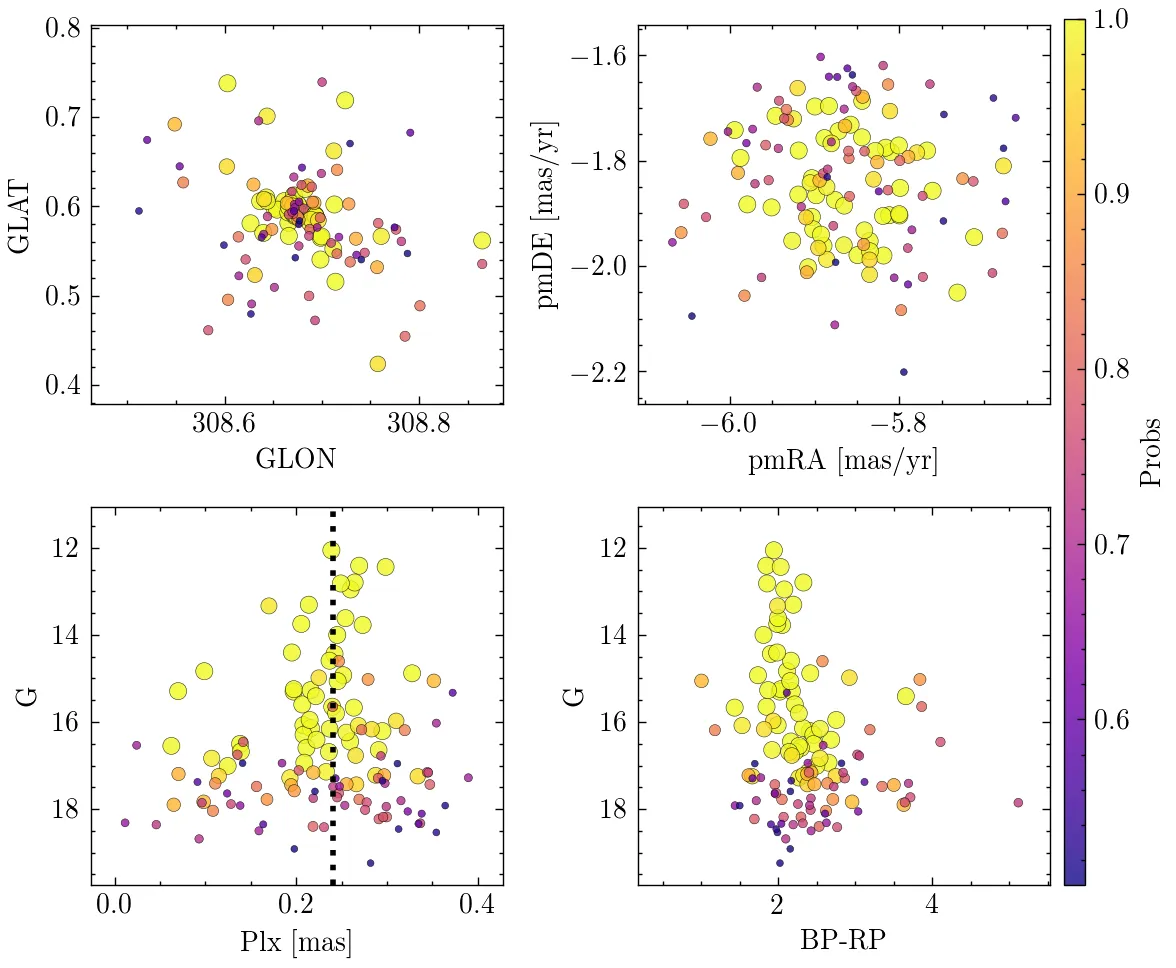 0.8
0.7
0.6
0.5
0.4
GLAT
308.6 308.8
GLON
−1.6
−1.8
−2.0
−2.2
pmDE [mas/yr]
−6.0 −5.8
pmRA [mas/yr]
12
14
16
18
G
0.0 0.2 0.4
Plx [mas]
12
14
16
18
G
2 4
BP-RP
1.0
0.9
0.8
0.7
0.6
Probs